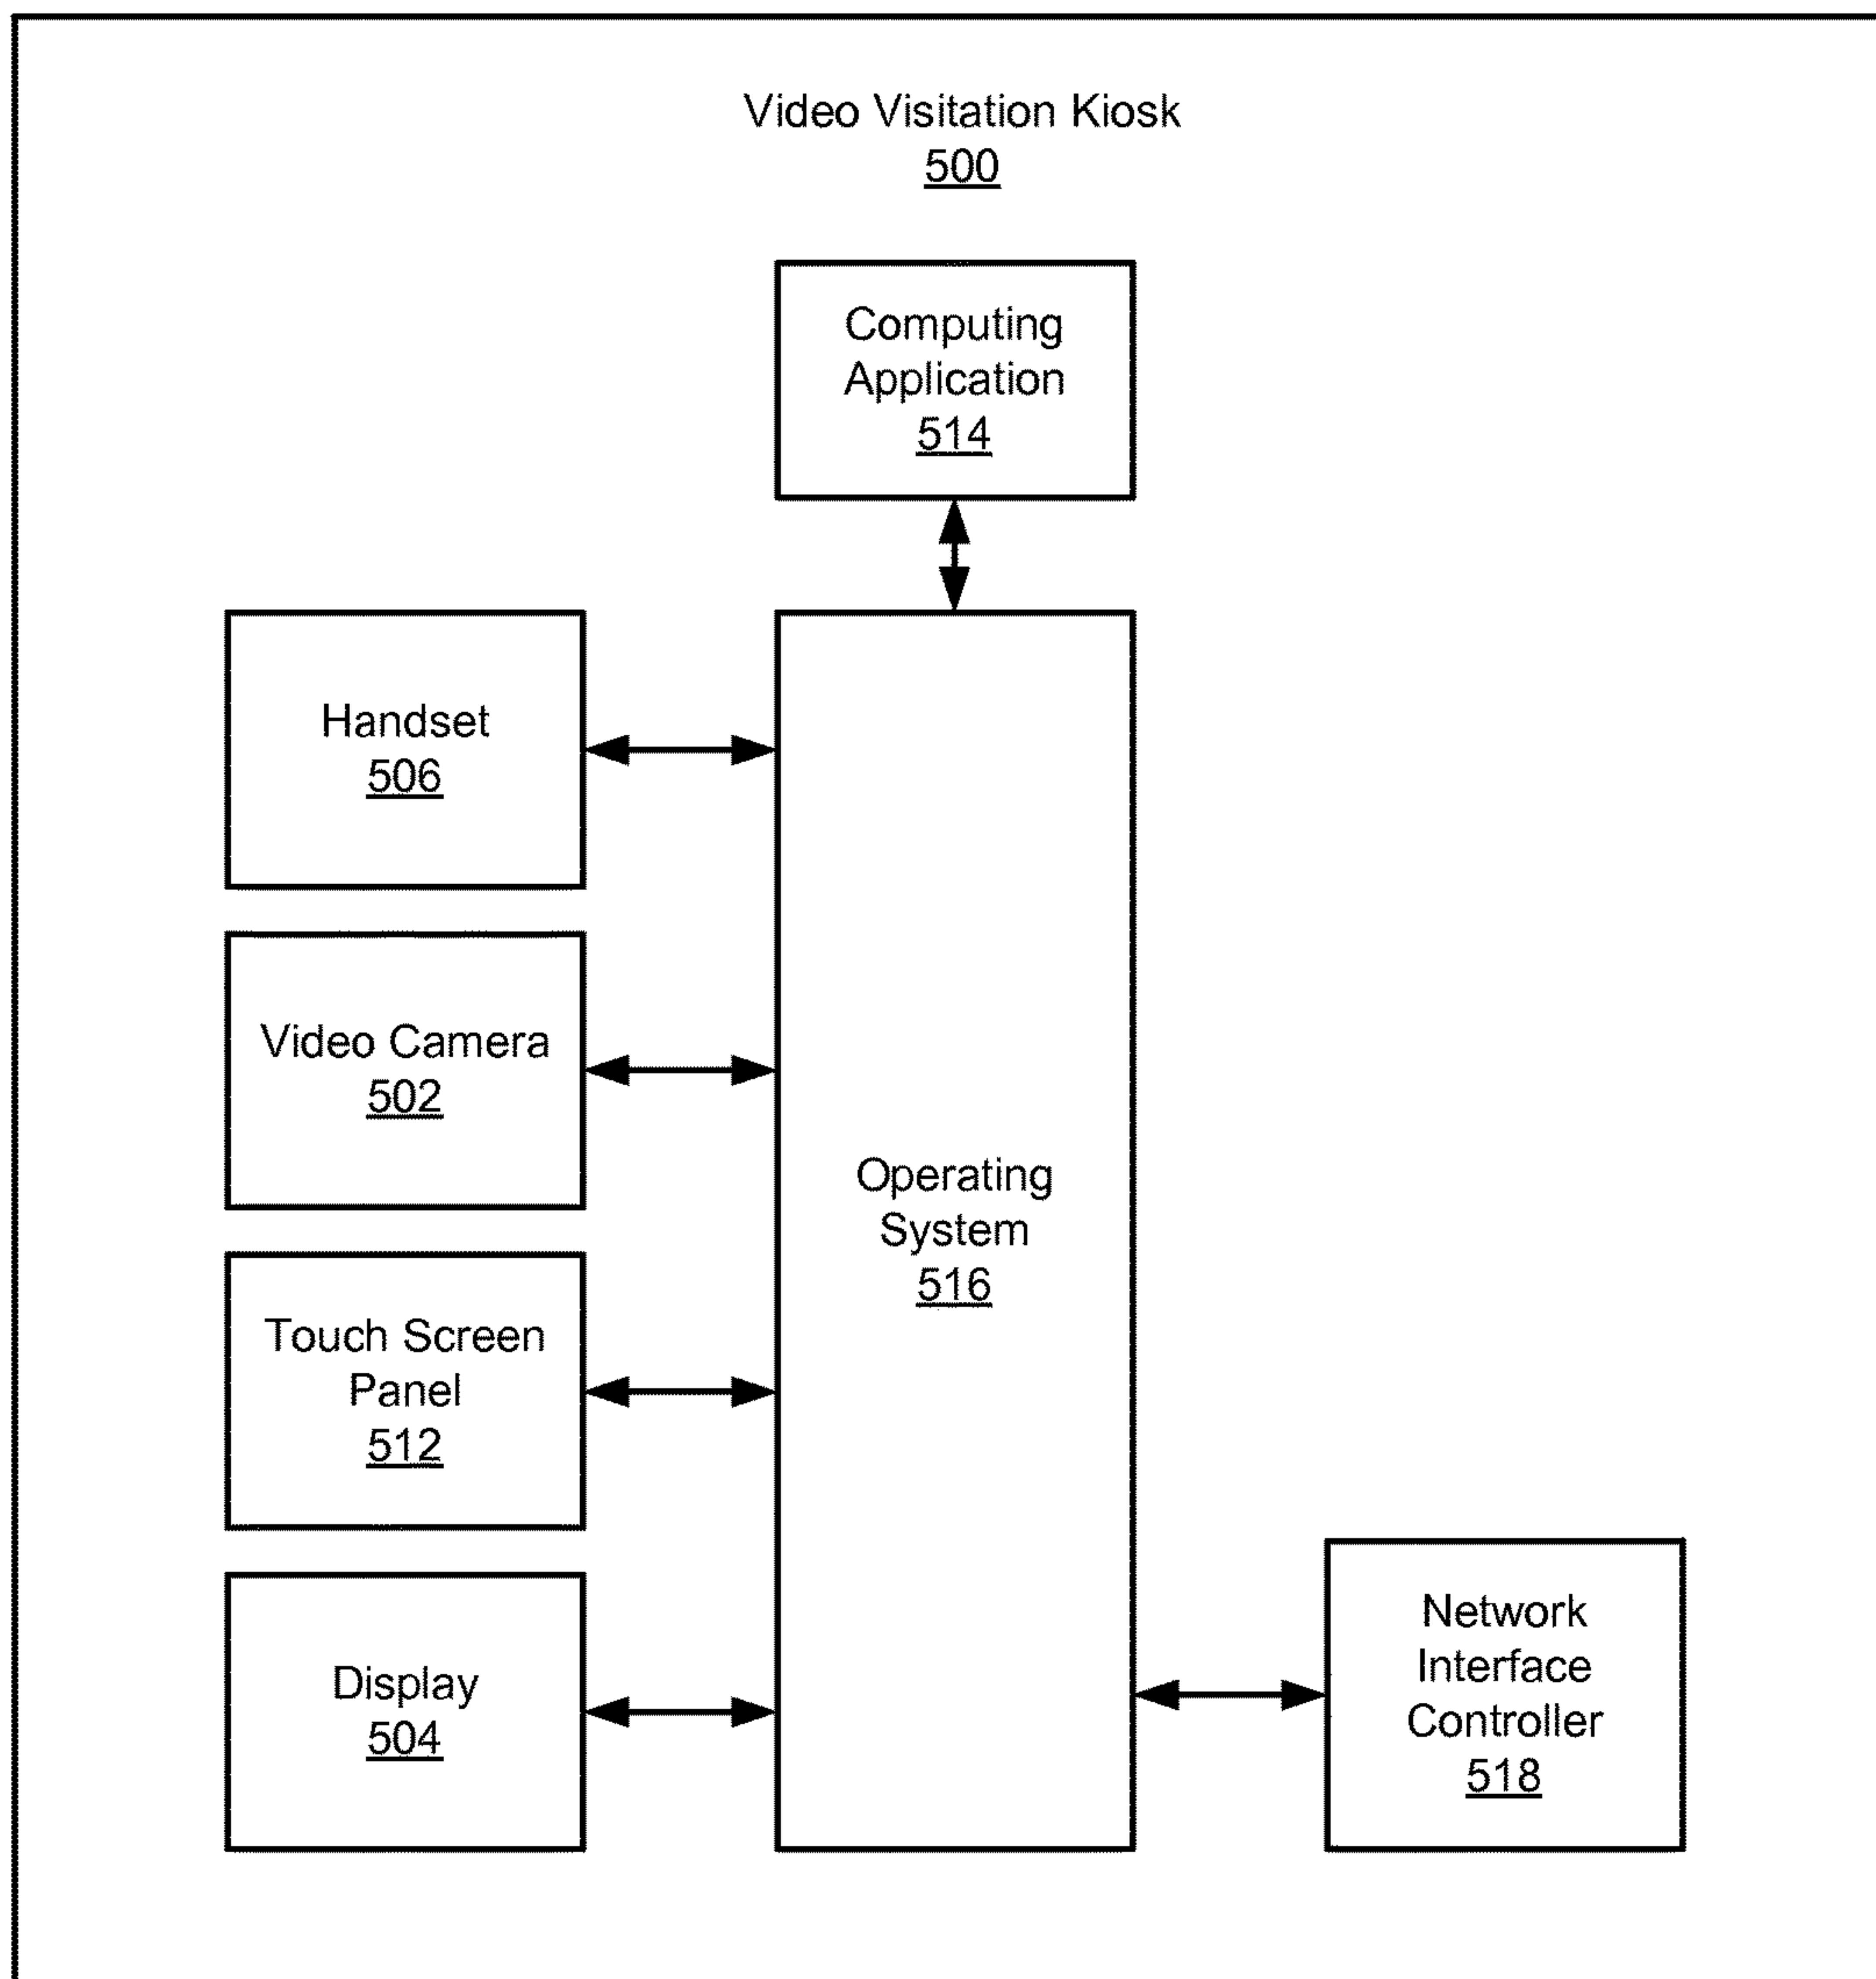 Video Visitation Kiosk
500
Computing
Application
514
Handset
506
Video Camera
502
Touch Screen
Panel
512
Display
504
Operating
System
516
Network
Interface
Controller
518